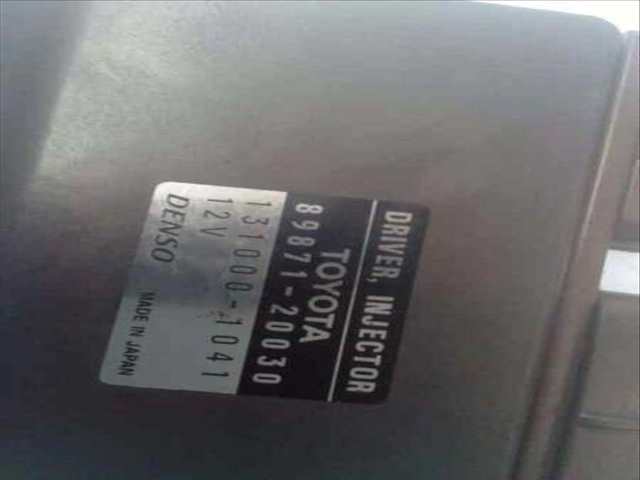 DRIVER, INJECTOR
TOYOTA
89871-20030
131000-1041
12V
DENSO MADE IN JAPAN